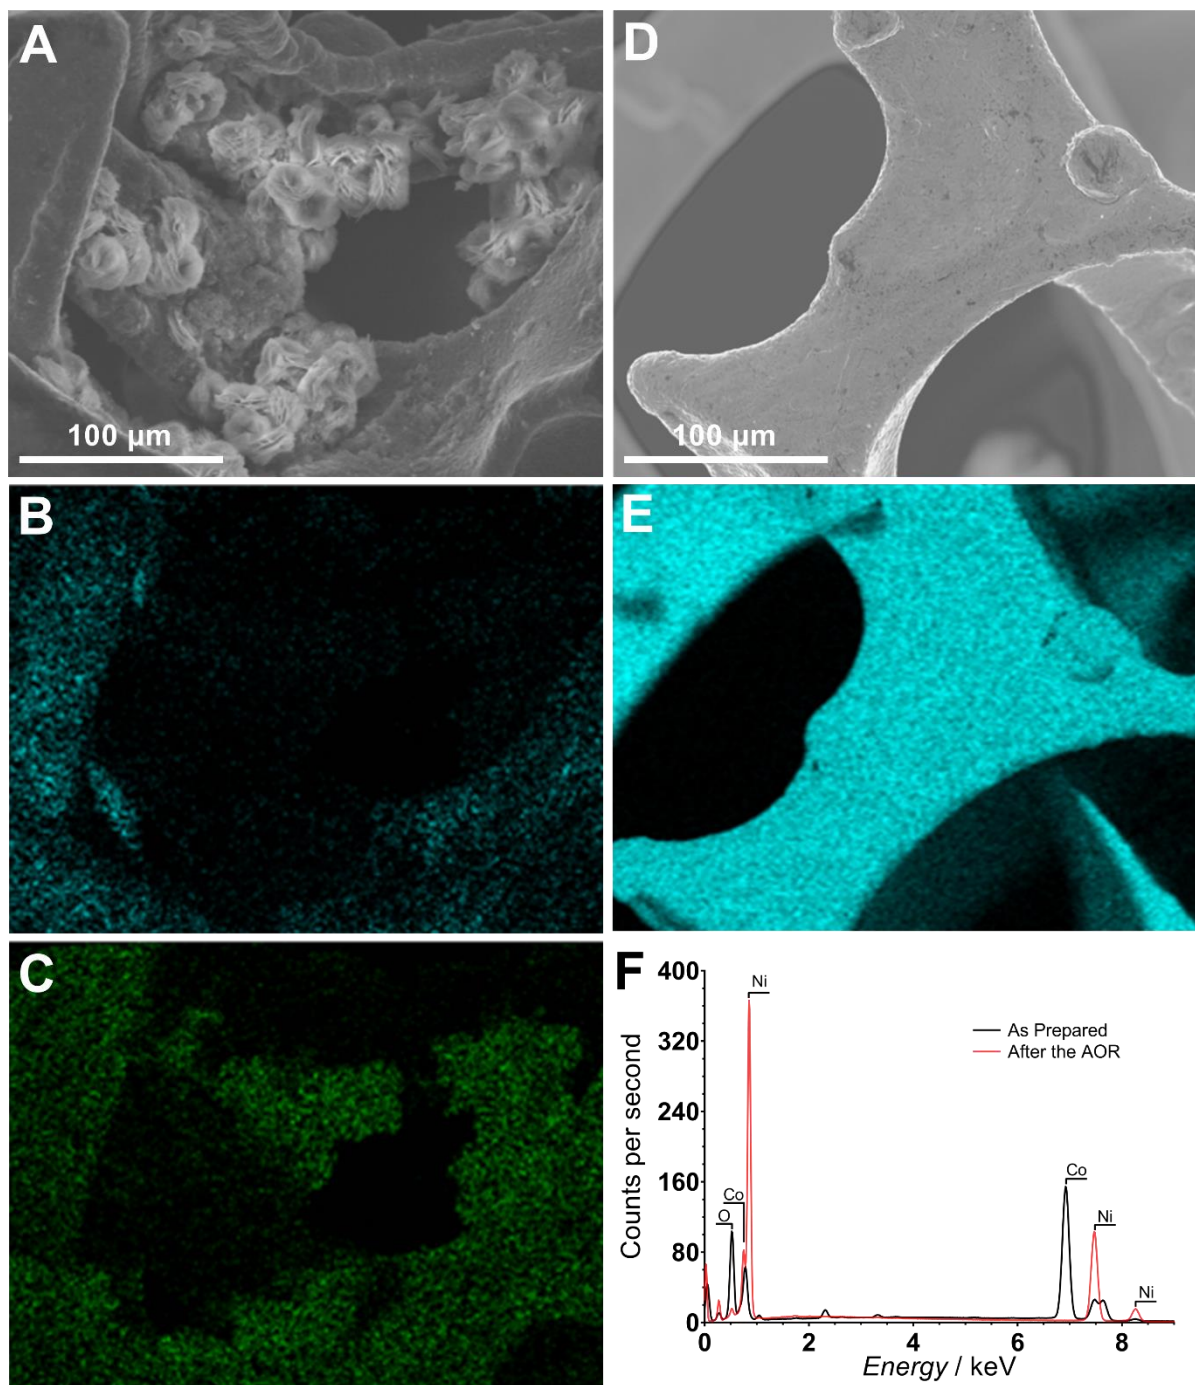 A
100 µm
D
100 µm
B
E
C
F
400
320
240
160
80
0
Counts per second
Ni
As Prepared
After the AOR
Co
O
Co
Ni
Ni
0
2
4
6
8
Energy / keV